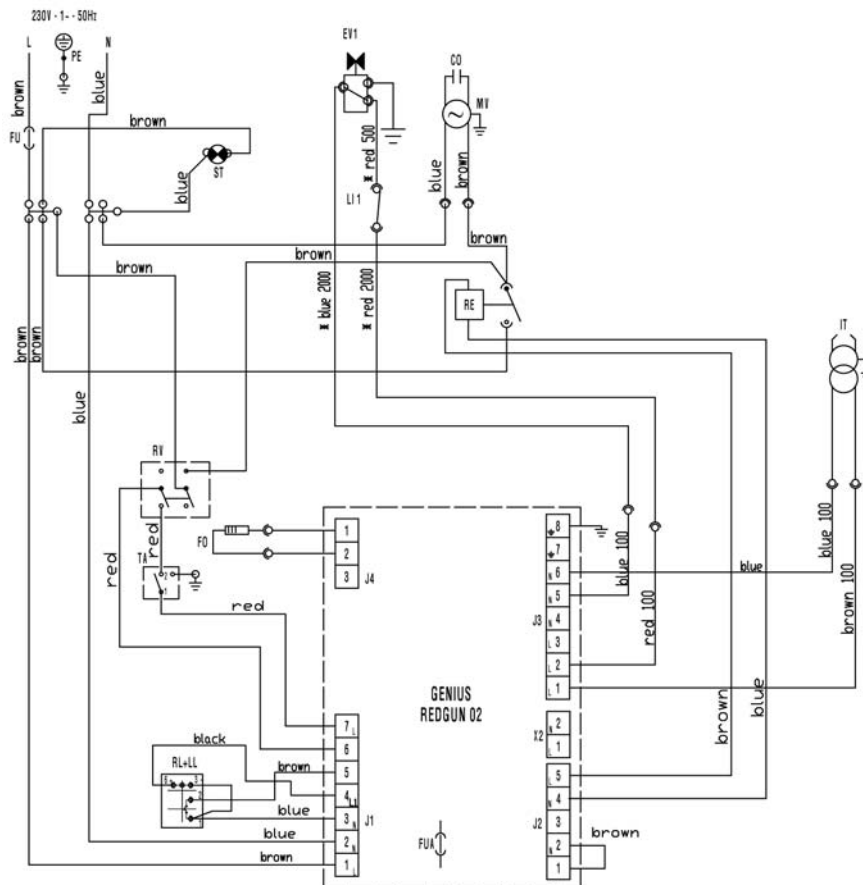 230V - 1~ - 50Hz
L
PE
N
brown
blue
FU
brown
blue
ST
EV1
CO
MV
✱ red 500
LI1
blue
brown
brown
brown
brown
✱ blue 2000
✱ red 2000
RE
IT
brown
brown
blue
RV
red
red
TA
2
1
red
FO
1
2
3
J4
8
7
N 6
N 5
N 4
L 3
L 2
L 1
J3
blue 100
red 100
blue
blue 100
brown 100
GENIUS
REDGUN 02
N 2
L 1
X2
L 5
N 4
3
N 2
1
J2
brown
blue
brown
FUA
7 L
6
5
4 L1
3 N
2 N
1 L
J1
black
RL+LL
brown
blue
blue
brown